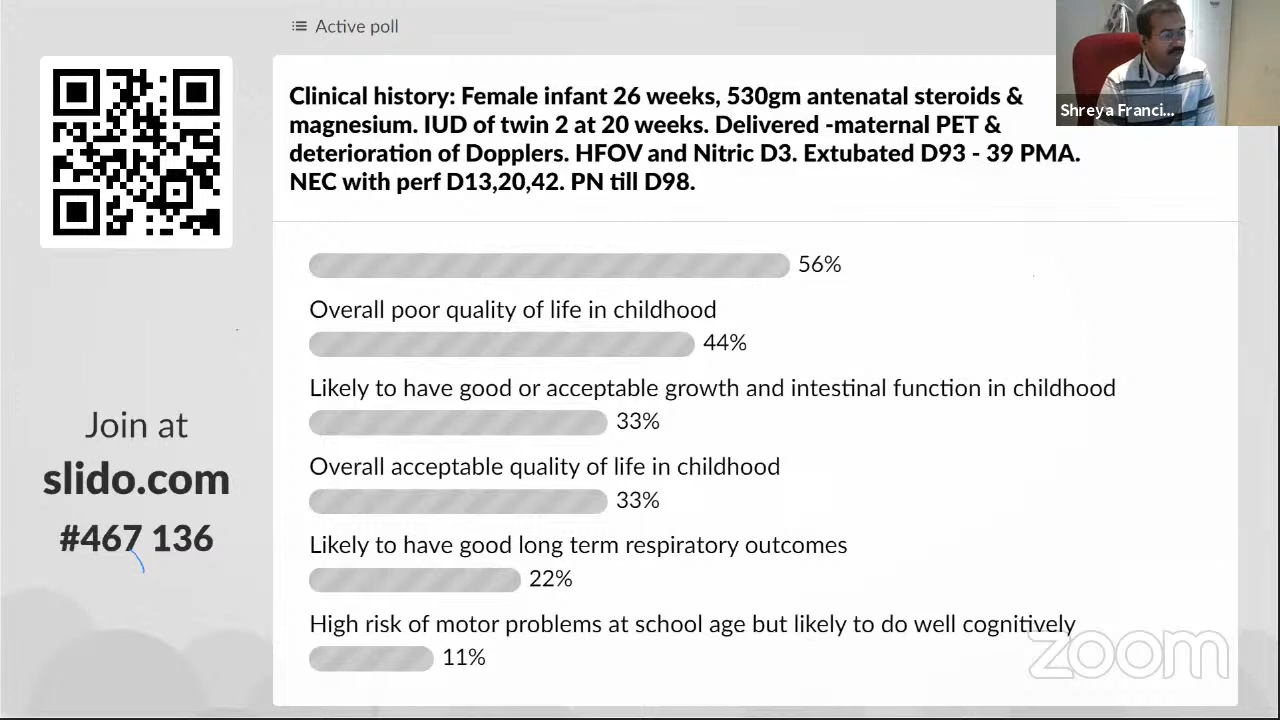 Active poll
Clinical history: Female infant 26 weeks, 530gm antenatal steroids &
magnesium. IUD of twin 2 at 20 weeks. Delivered -maternal PET &
deterioration of Dopplers. HFOV and Nitric D3. Extubated D93 - 39 PMA.
NEC with perf D13,20,42. PN till D98.
Shreya Franci...
56%
Overall poor quality of life in childhood
44%
Likely to have good or acceptable growth and intestinal function in childhood
33%
Join at
slido.com
#467 136
Overall acceptable quality of life in childhood
33%
Likely to have good long term respiratory outcomes
22%
High risk of motor problems at school age but likely to do well cognitively
11%
zoom